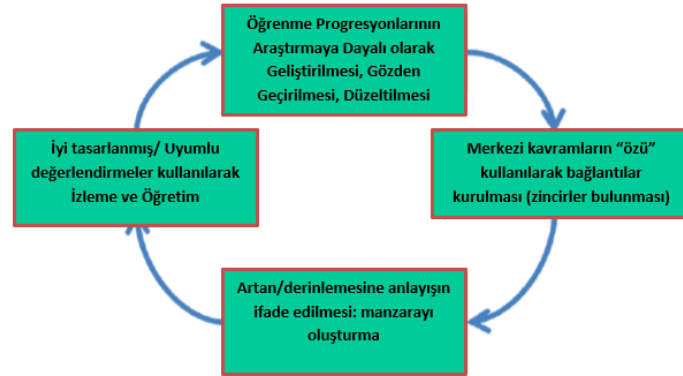 Öğrenme Progresyonlarının
Araştırmaya Dayalı olarak
Geliştirilmesi, Gözden
Geçirilmesi, Düzeltilmesi
İyi tasarlanmış/ Uyumlu
değerlendirmeler kullanılarak
İzleme ve Öğretim
Merkezi kavramların “özü”
kullanılarak bağlantılar
kurulması (zincirler bulunması)
Artan/derinlemesine anlayışın
ifade edilmesi: manzarayı
oluşturma